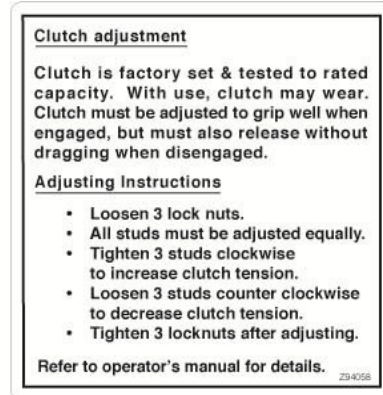 Clutch adjustment
Clutch is factory set & tested to rated
capacity. With use, clutch may wear.
Clutch must be adjusted to grip well when
engaged, but must also release without
dragging when disengaged.
Adjusting Instructions
• Loosen 3 lock nuts.
• All studs must be adjusted equally.
• Tighten 3 studs clockwise
to increase clutch tension.
• Loosen 3 studs counter clockwise
to decrease clutch tension.
• Tighten 3 locknuts after adjusting.
Refer to operator's manual for details.
Z94058